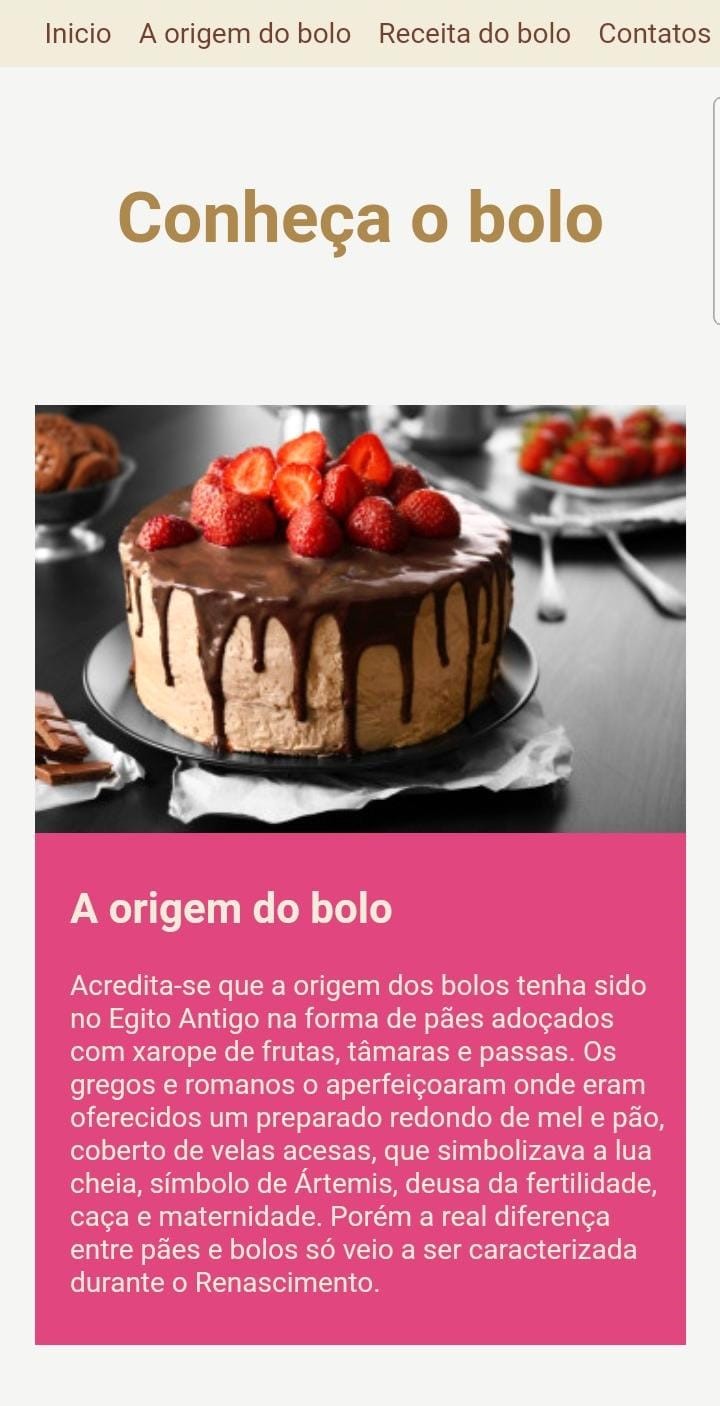 Inicio A origem do bolo Receita do bolo Contatos
Conheça o bolo
A origem do bolo
Acredita-se que a origem dos bolos tenha sido
no Egito Antigo na forma de pães adoçados
com xarope de frutas, tâmaras e passas. Os
gregos e romanos o aperfeiçoaram onde eram
oferecidos um preparado redondo de mel e pão,
coberto de velas acesas, que simbolizava a lua
cheia, símbolo de Ártemis, deusa da fertilidade,
caça e maternidade. Porém a real diferença
entre pães e bolos só veio a ser caracterizada
durante o Renascimento.